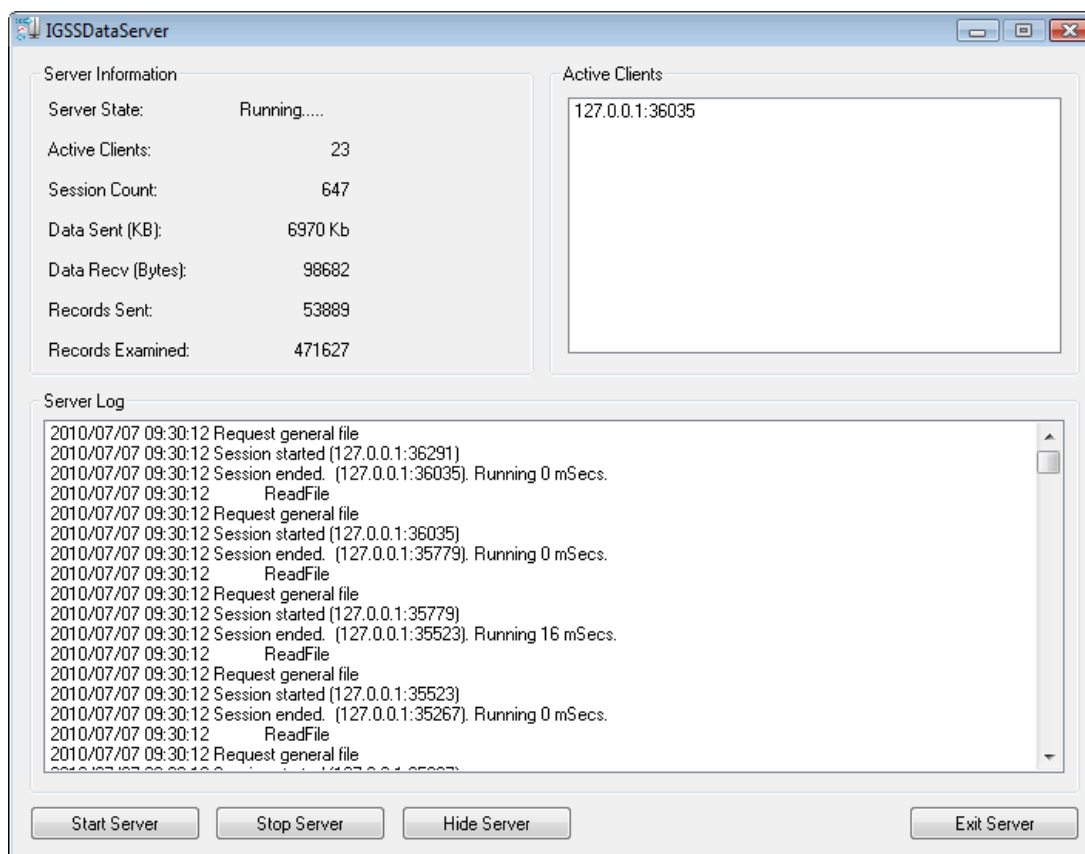 IGSSDataServer
Server Information
Server State: Running.....
Active Clients: 23
Session Count: 647
Data Sent (KB): 6970 Kb
Data Recv (Bytes): 98682
Records Sent: 53889
Records Examined: 471627
Active Clients
127.0.0.1:36035
Server Log
2010/07/07 09:30:12 Request general file
2010/07/07 09:30:12 Session started (127.0.0.1:36291)
2010/07/07 09:30:12 Session ended. (127.0.0.1:36035). Running 0 mSecs.
2010/07/07 09:30:12 ReadFile
2010/07/07 09:30:12 Request general file
2010/07/07 09:30:12 Session started (127.0.0.1:36035)
2010/07/07 09:30:12 Session ended. (127.0.0.1:35779). Running 0 mSecs.
2010/07/07 09:30:12 ReadFile
2010/07/07 09:30:12 Request general file
2010/07/07 09:30:12 Session started (127.0.0.1:35779)
2010/07/07 09:30:12 Session ended. (127.0.0.1:35523). Running 16 mSecs.
2010/07/07 09:30:12 ReadFile
2010/07/07 09:30:12 Request general file
2010/07/07 09:30:12 Session started (127.0.0.1:35523)
2010/07/07 09:30:12 Session ended. (127.0.0.1:35267). Running 0 mSecs.
2010/07/07 09:30:12 ReadFile
2010/07/07 09:30:12 Request general file
Start Server Stop Server Hide Server Exit Server